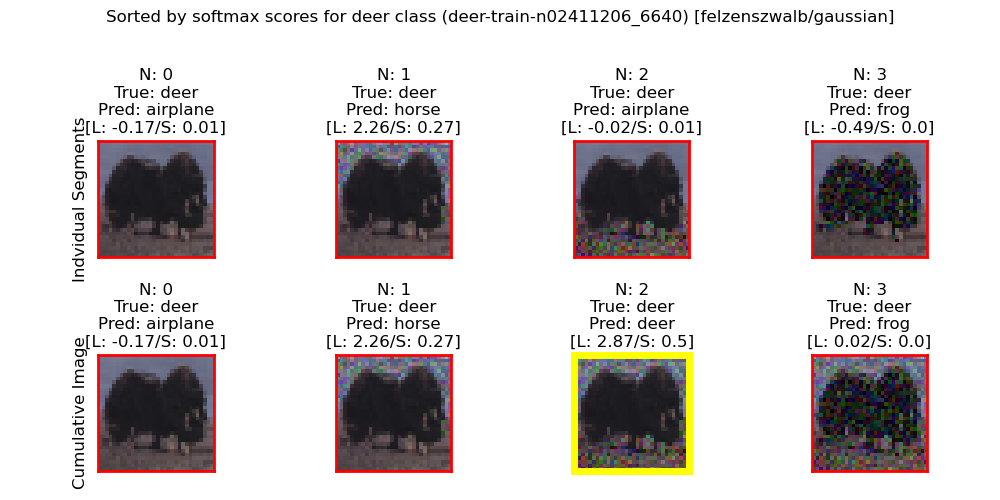 Sorted by softmax scores for deer class (deer-train-n02411206_6640) [felzenszwalb/gaussian]
Indvidual Segments
N: 0
True: deer
Pred: airplane
[L: -0.17/S: 0.01]
N: 1
True: deer
Pred: horse
[L: 2.26/S: 0.27]
N: 2
True: deer
Pred: airplane
[L: -0.02/S: 0.01]
N: 3
True: deer
Pred: frog
[L: -0.49/S: 0.0]
Cumulative Image
N: 0
True: deer
Pred: airplane
[L: -0.17/S: 0.01]
N: 1
True: deer
Pred: horse
[L: 2.26/S: 0.27]
N: 2
True: deer
Pred: deer
[L: 2.87/S: 0.5]
N: 3
True: deer
Pred: frog
[L: 0.02/S: 0.0]